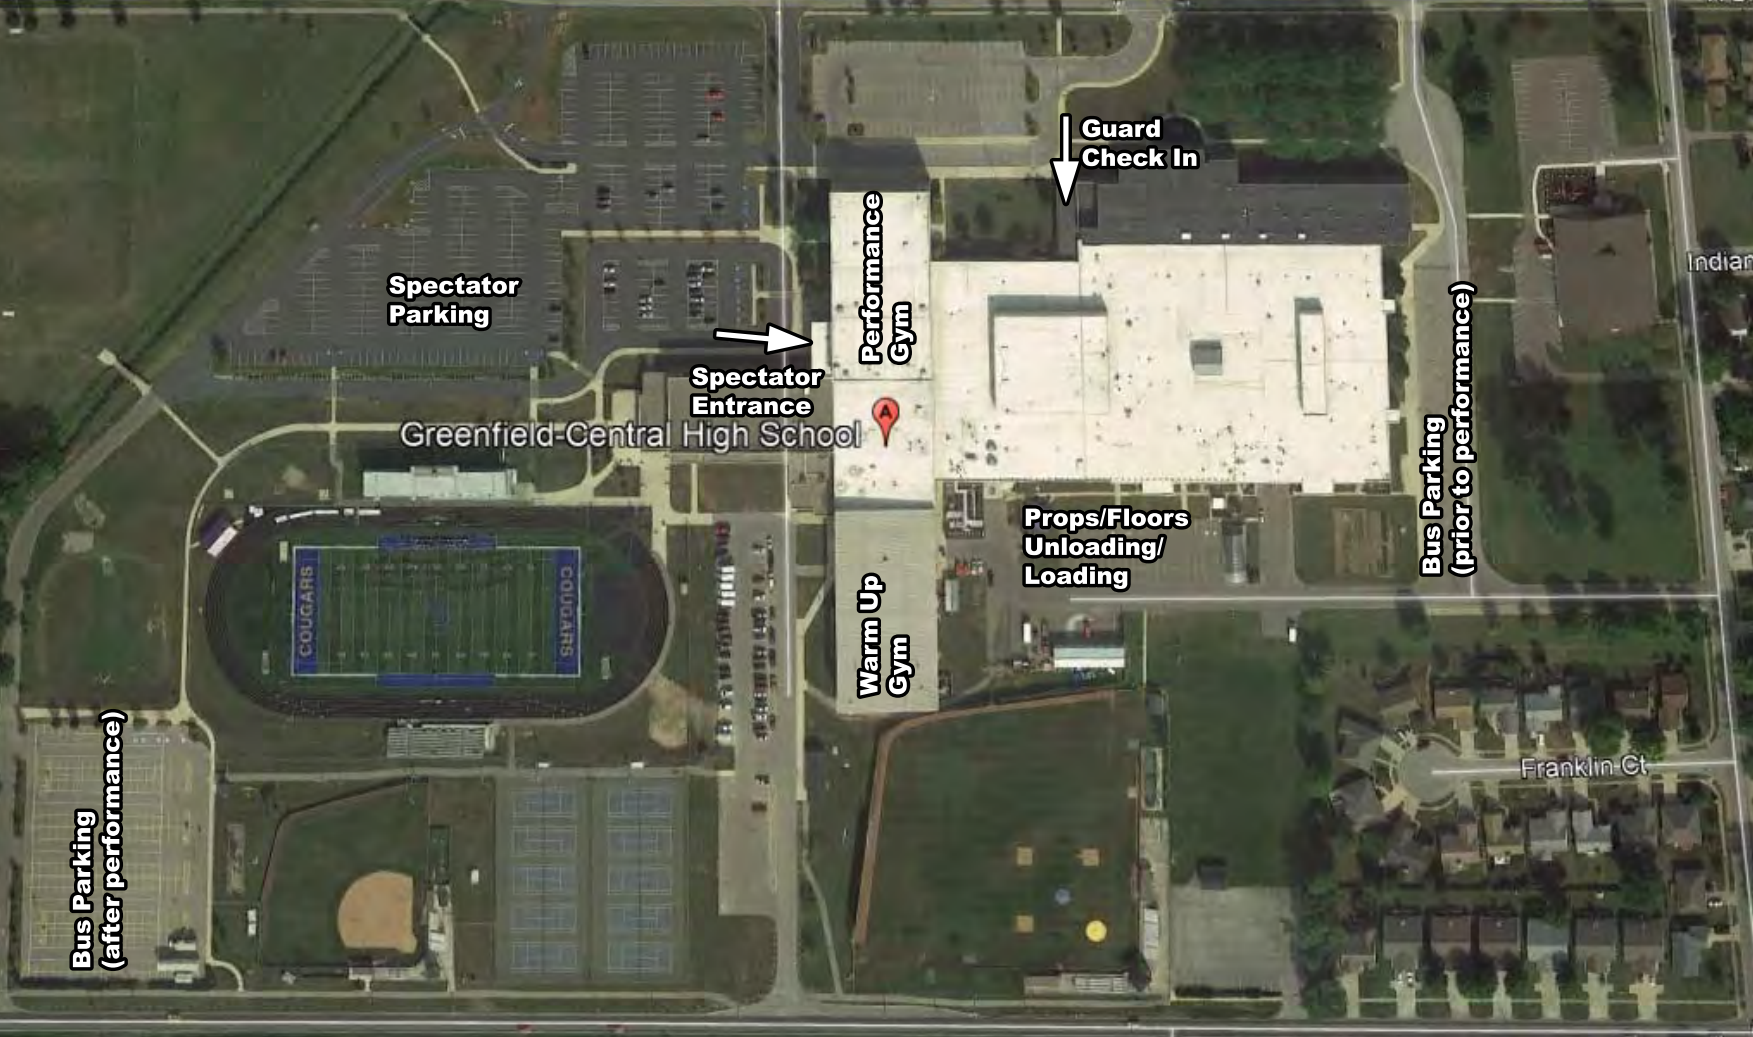 Guard
Check In
Performance
Gym
Spectator
Parking
Indian
Spectator
Entrance
A
Greenfield-Central High School
Bus Parking
(prior to performance)
Props/Floors
Unloading/
Loading
COUGARS
COUGARS
Warm Up
Gym
Franklin Ct
Bus Parking
(after performance)